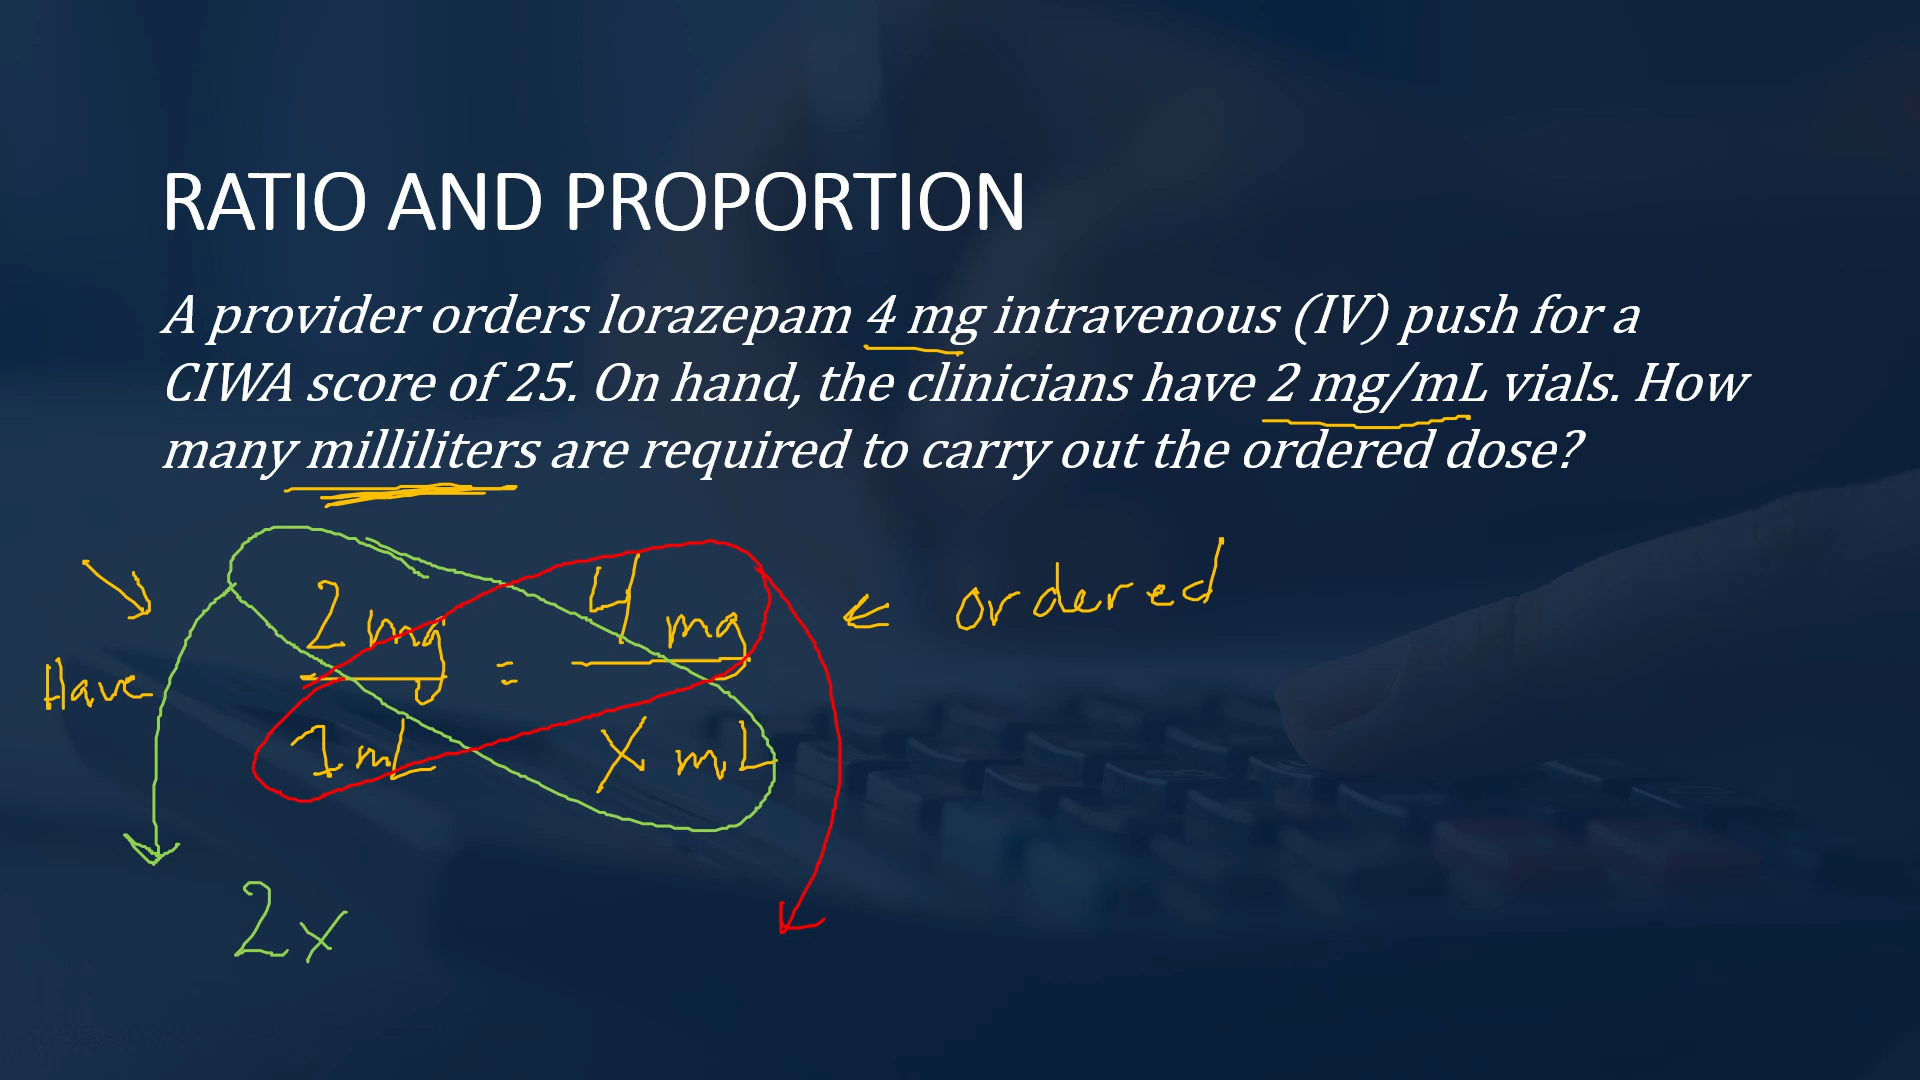 RATIO AND PROPORTION
A provider orders lorazepam 4 mg intravenous (IV) push for a
CIWA score of 25. On hand, the clinicians have 2 mg/mL vials. How
many milliliters are required to carry out the ordered dose?
Have 2 mg = 4 mg ordered
1 mL X mL
2x